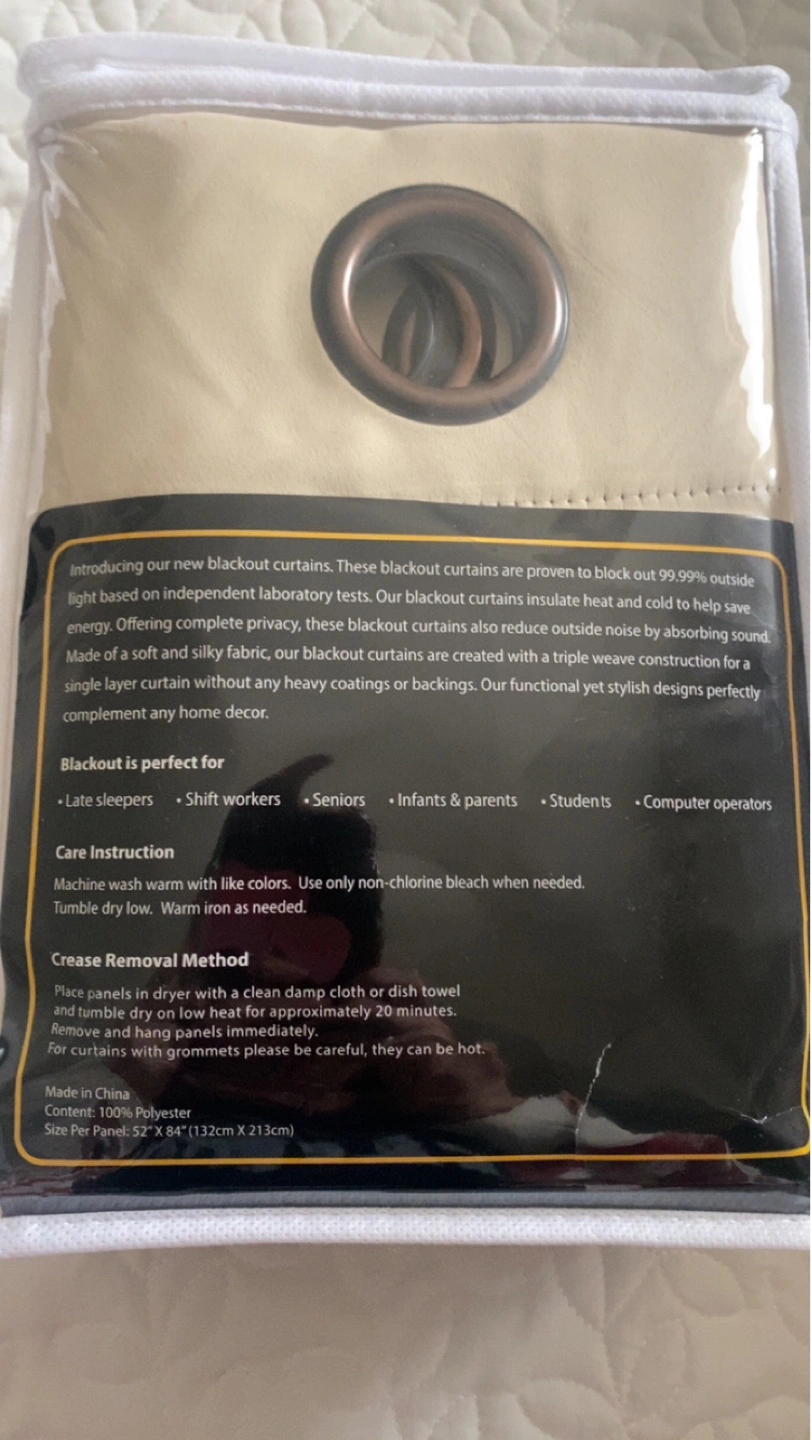 Introducing our new blackout curtains. These blackout curtains are proven to block out 99.99% outside
light based on independent laboratory tests. Our blackout curtains insulate heat and cold to help save
energy. Offering complete privacy, these blackout curtains also reduce outside noise by absorbing sound.
Made of a soft and silky fabric, our blackout curtains are created with a triple weave construction for a
single layer curtain without any heavy coatings or backings. Our functional yet stylish designs perfectly
complement any home decor.
Blackout is perfect for
• Late sleepers • Shift workers • Seniors • Infants & parents • Students • Computer operators
Care Instruction
Machine wash warm with like colors. Use only non-chlorine bleach when needed.
Tumble dry low. Warm iron as needed.
Crease Removal Method
Place panels in dryer with a clean damp cloth or dish towel
and tumble dry on low heat for approximately 20 minutes.
Remove and hang panels immediately.
For curtains with grommets please be careful, they can be hot.
Made in China
Content: 100% Polyester
Size Per Panel: 52" X 84" (132cm X 213cm)